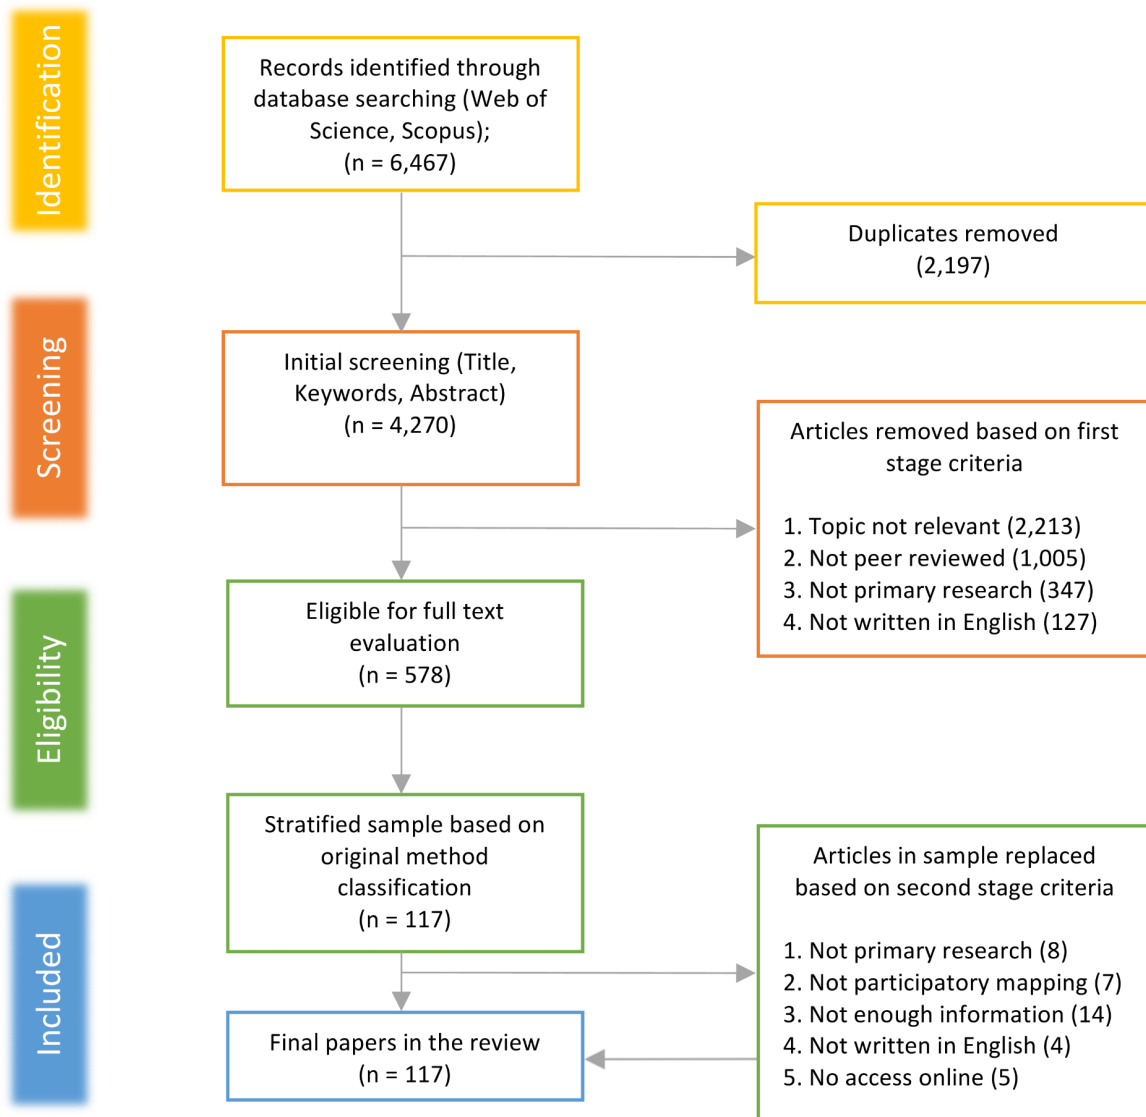 Identification
Records identified through
database searching (Web of
Science, Scopus);
(n = 6,467)
Duplicates removed
(2,197)
Screening
Initial screening (Title,
Keywords, Abstract)
(n = 4,270)
Articles removed based on first
stage criteria
1. Topic not relevant (2,213)
2. Not peer reviewed (1,005)
3. Not primary research (347)
4. Not written in English (127)
Eligibility
Eligible for full text
evaluation
(n = 578)
Stratified sample based on
original method
classification
(n = 117)
Articles in sample replaced
based on second stage criteria
1. Not primary research (8)
2. Not participatory mapping (7)
3. Not enough information (14)
4. Not written in English (4)
5. No access online (5)
Included
Final papers in the review
(n = 117)